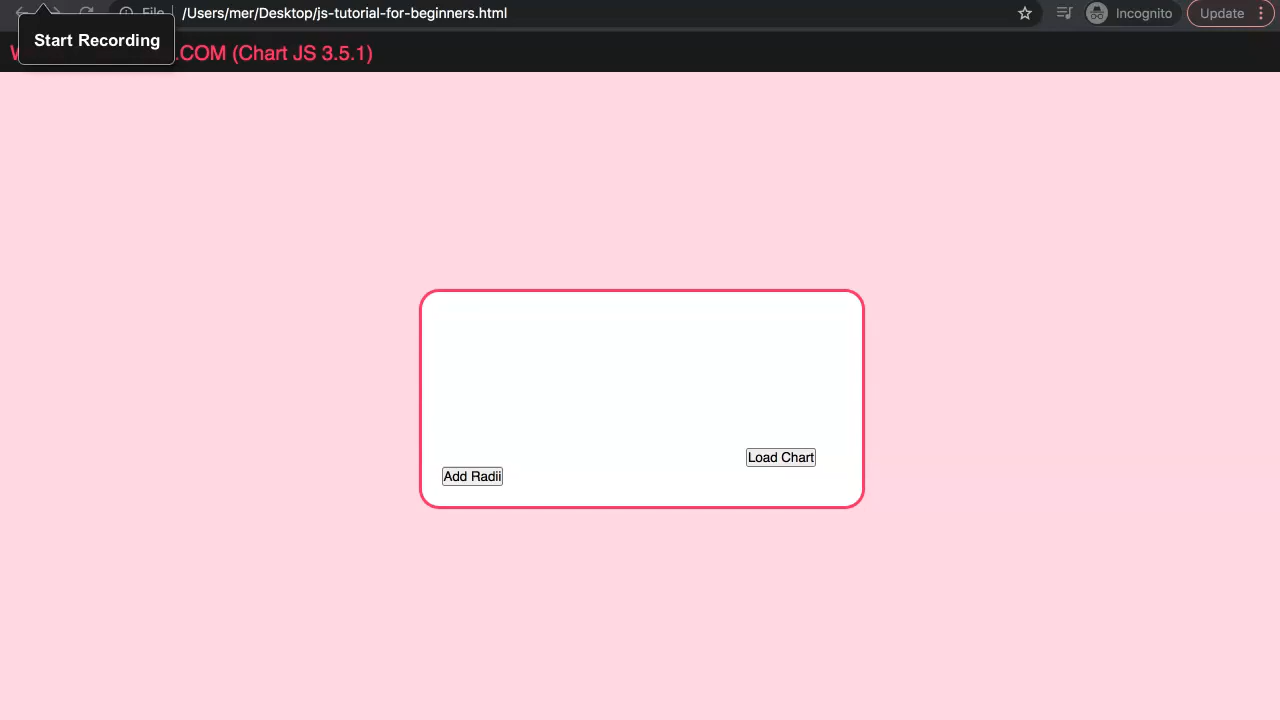 File
/Users/mer/Desktop/js-tutorial-for-beginners.html
Incognito
Update
Start Recording
.COM (Chart JS 3.5.1)
Load Chart
Add Radii